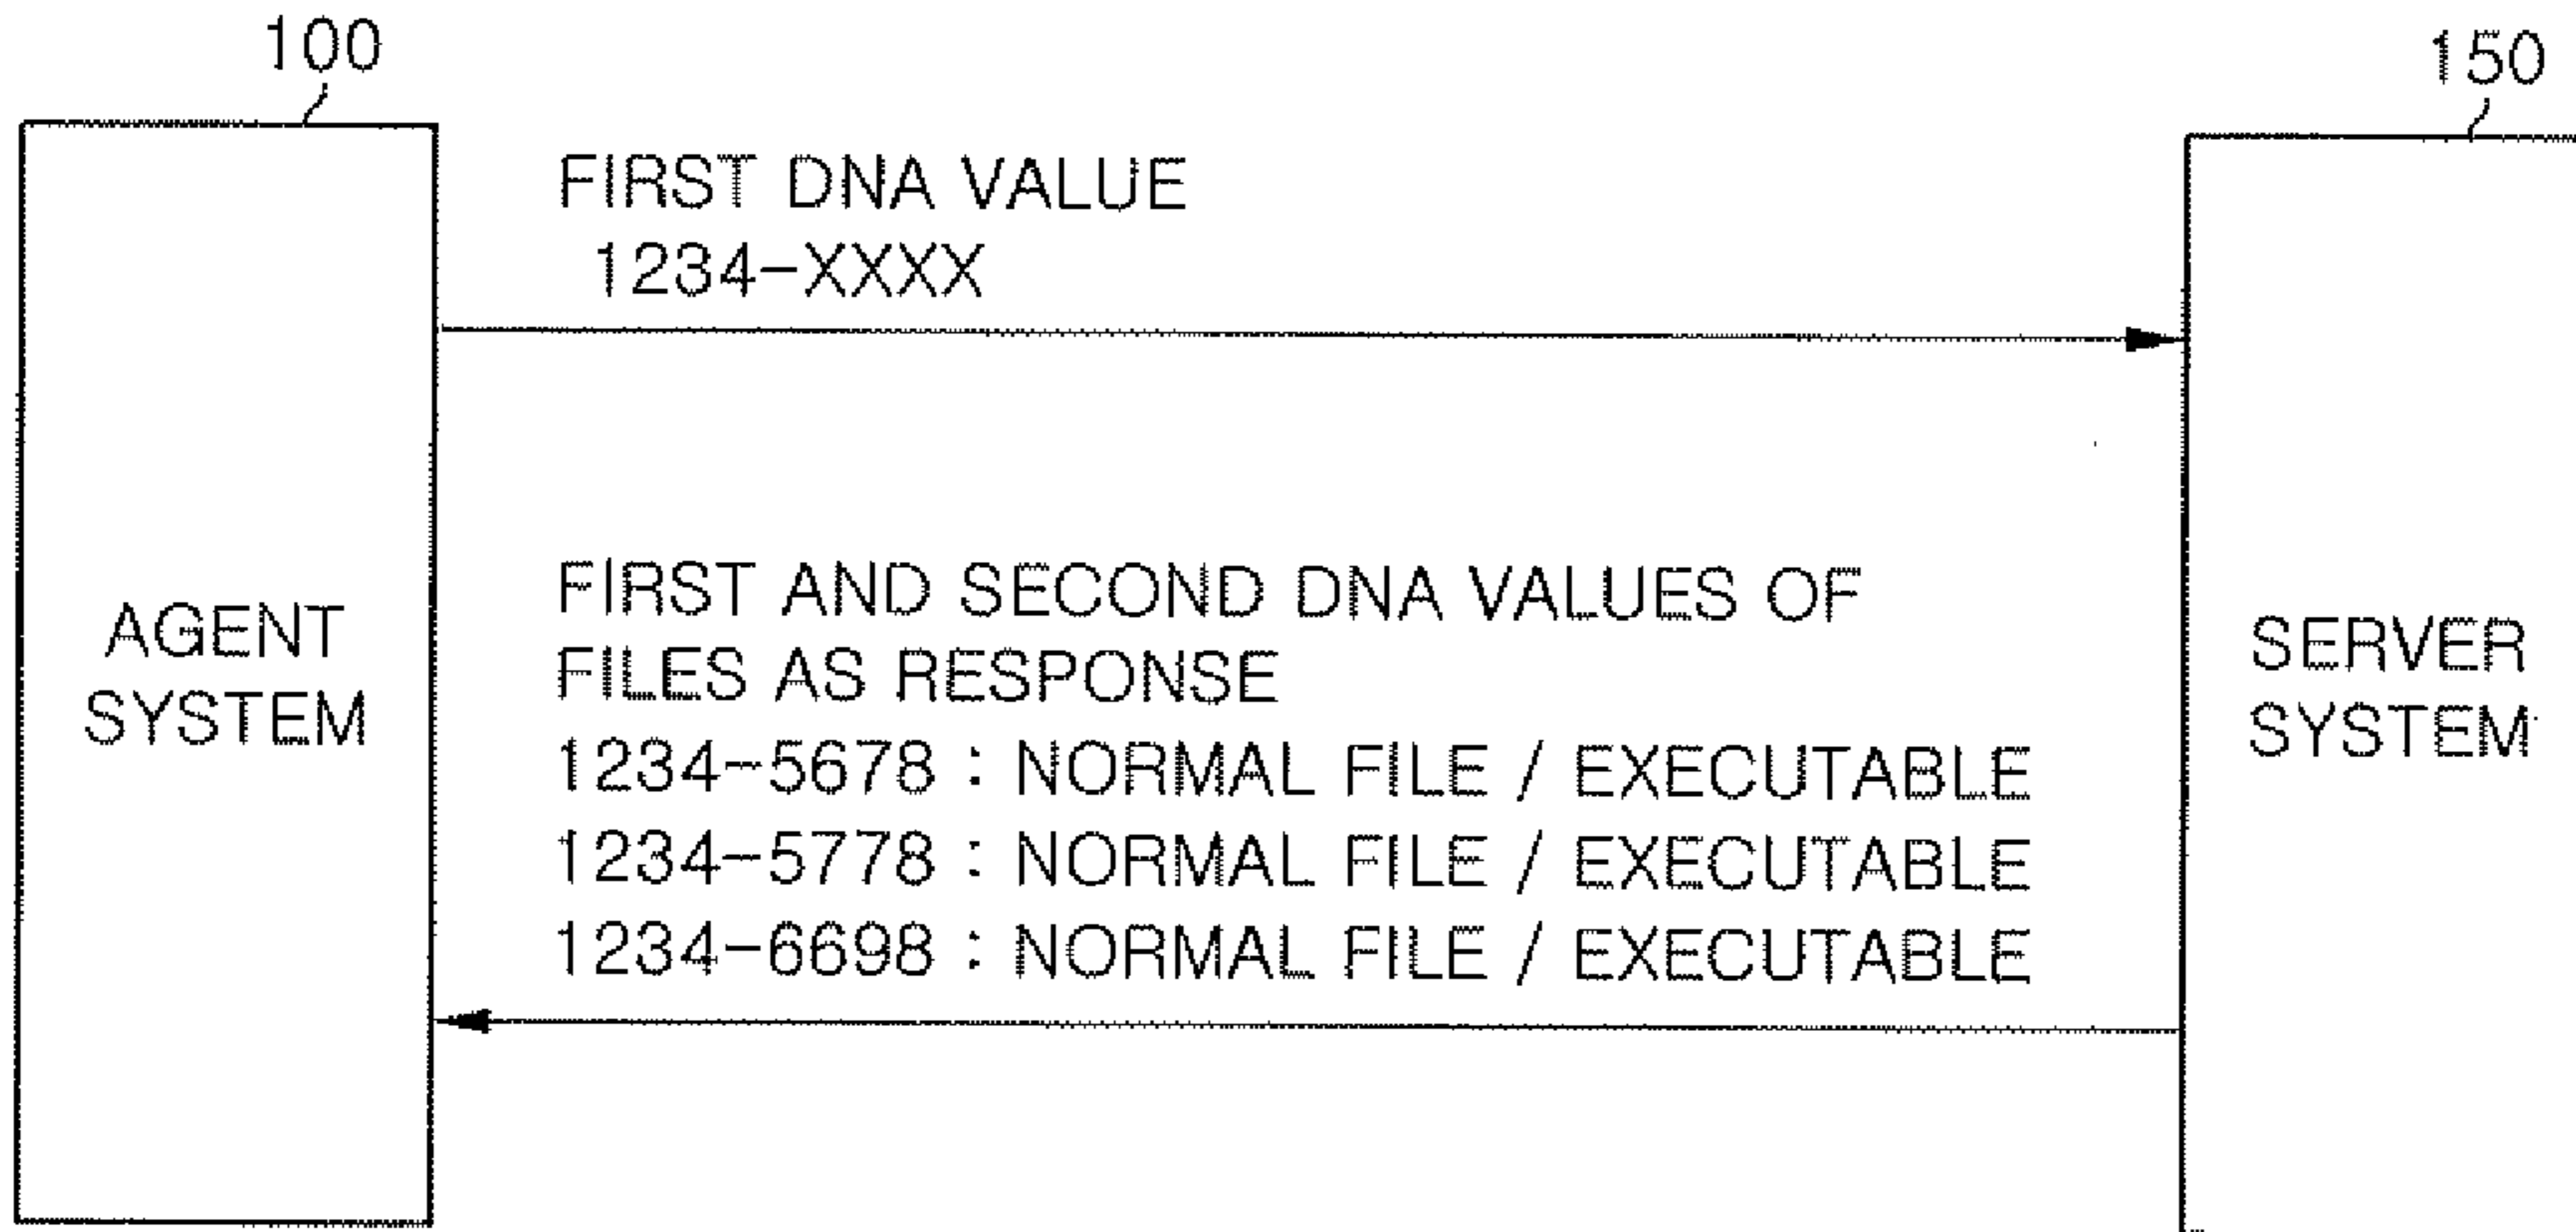 100
150
FIRST DNA VALUE
1234-XXXX
AGENT
SYSTEM
FIRST AND SECOND DNA VALUES OF
FILES AS RESPONSE
1234-5678 : NORMAL FILE / EXECUTABLE
1234-5778 : NORMAL FILE / EXECUTABLE
1234-6698 : NORMAL FILE / EXECUTABLE
SERVER
SYSTEM